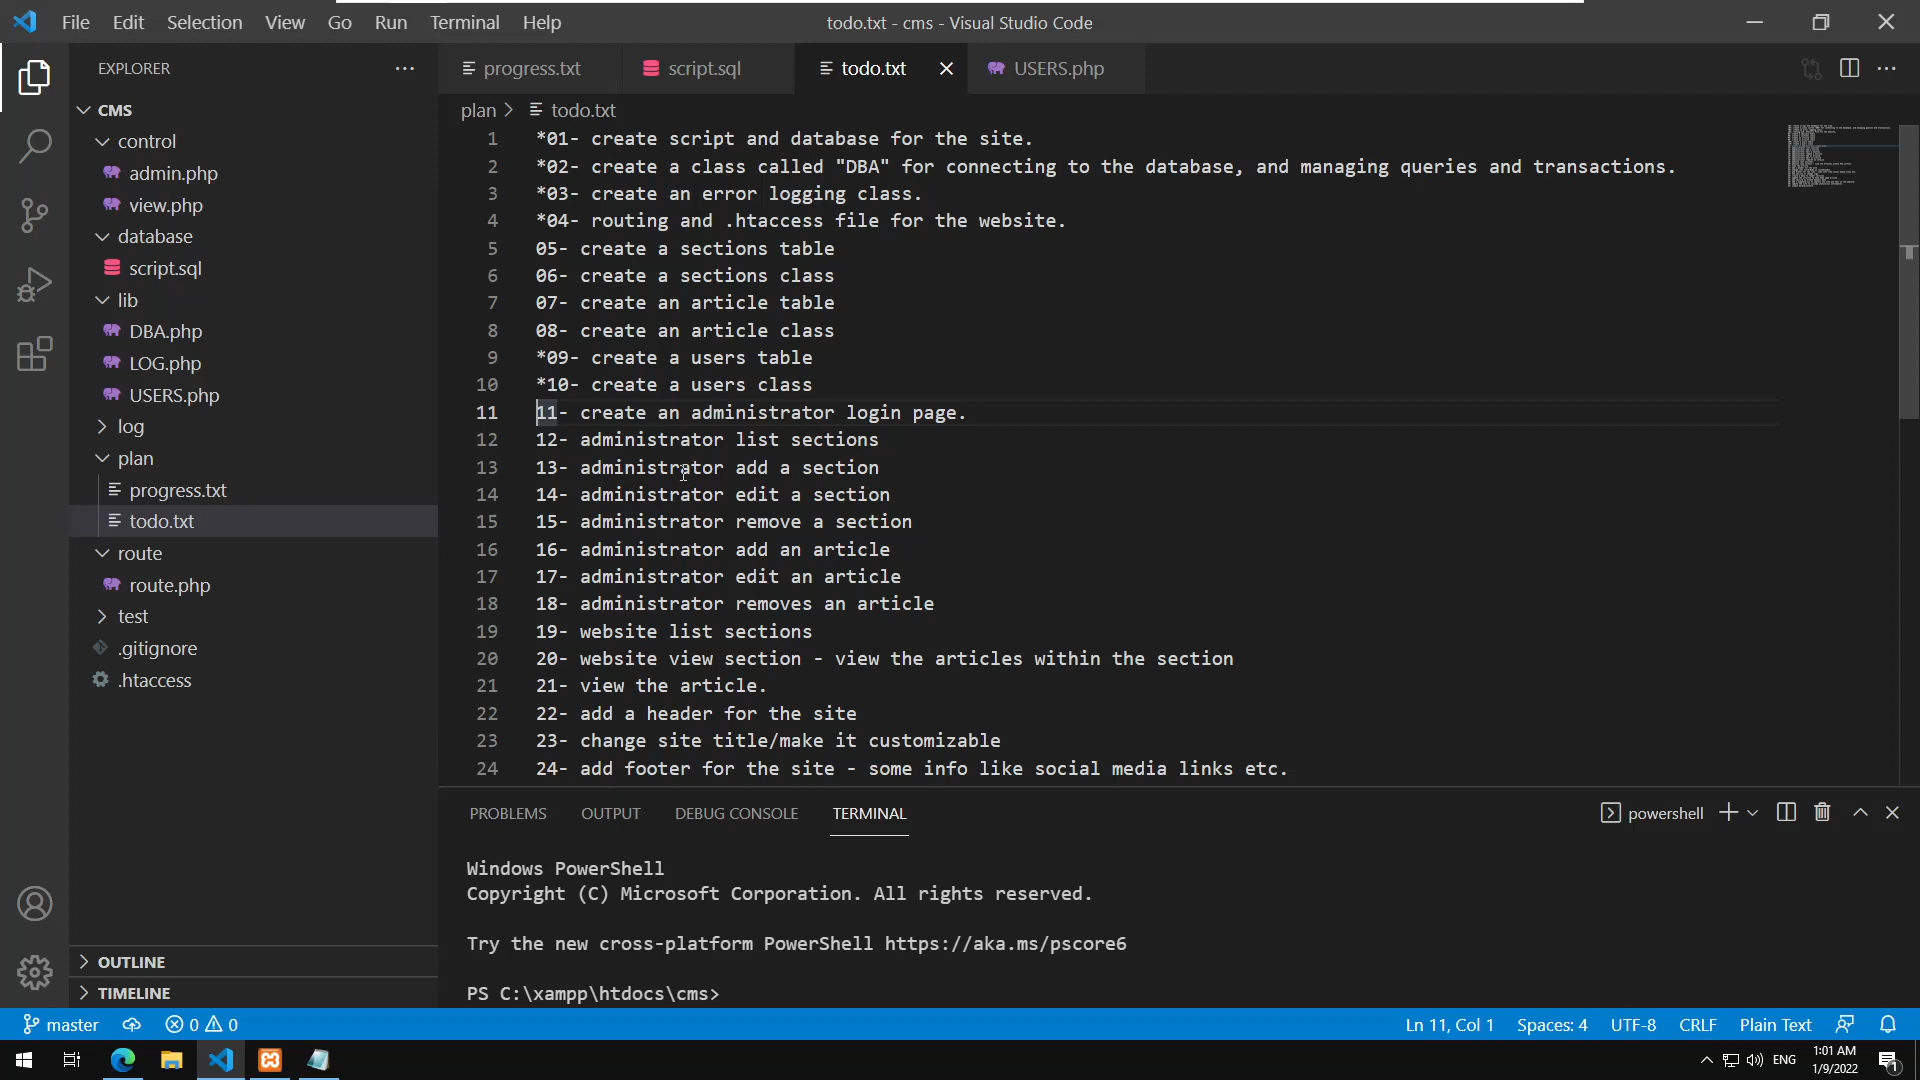 File Edit Selection View Go Run Terminal Help
todo.txt - cms - Visual Studio Code
EXPLORER
progress.txt
script.sql
todo.txt
USERS.php
CMS
control
admin.php
view.php
database
script.sql
lib
DBA.php
LOG.php
USERS.php
log
plan
progress.txt
todo.txt
route
route.php
test
.gitignore
.htaccess
OUTLINE
TIMELINE
plan > todo.txt
1 *01- create script and database for the site.
2 *02- create a class called "DBA" for connecting to the database, and managing queries and transactions.
3 *03- create an error logging class.
4 *04- routing and .htaccess file for the website.
5 05- create a sections table
6 06- create a sections class
7 07- create an article table
8 08- create an article class
9 *09- create a users table
10 *10- create a users class
11 11- create an administrator login page.
12 12- administrator list sections
13 13- administrator add a section
14 14- administrator edit a section
15 15- administrator remove a section
16 16- administrator add an article
17 17- administrator edit an article
18 18- administrator removes an article
19 19- website list sections
20 20- website view section - view the articles within the section
21 21- view the article.
22 22- add a header for the site
23 23- change site title/make it customizable
24 24- add footer for the site - some info like social media links etc.
PROBLEMS OUTPUT DEBUG CONSOLE TERMINAL
powershell
Windows PowerShell
Copyright (C) Microsoft Corporation. All rights reserved.
Try the new cross-platform PowerShell https://aka.ms/pscore6
PS C:\xampp\htdocs\cms>
master 0 0
Ln 11, Col 1 Spaces: 4 UTF-8 CRLF Plain Text
ENG
1:01 AM
1/9/2022
1